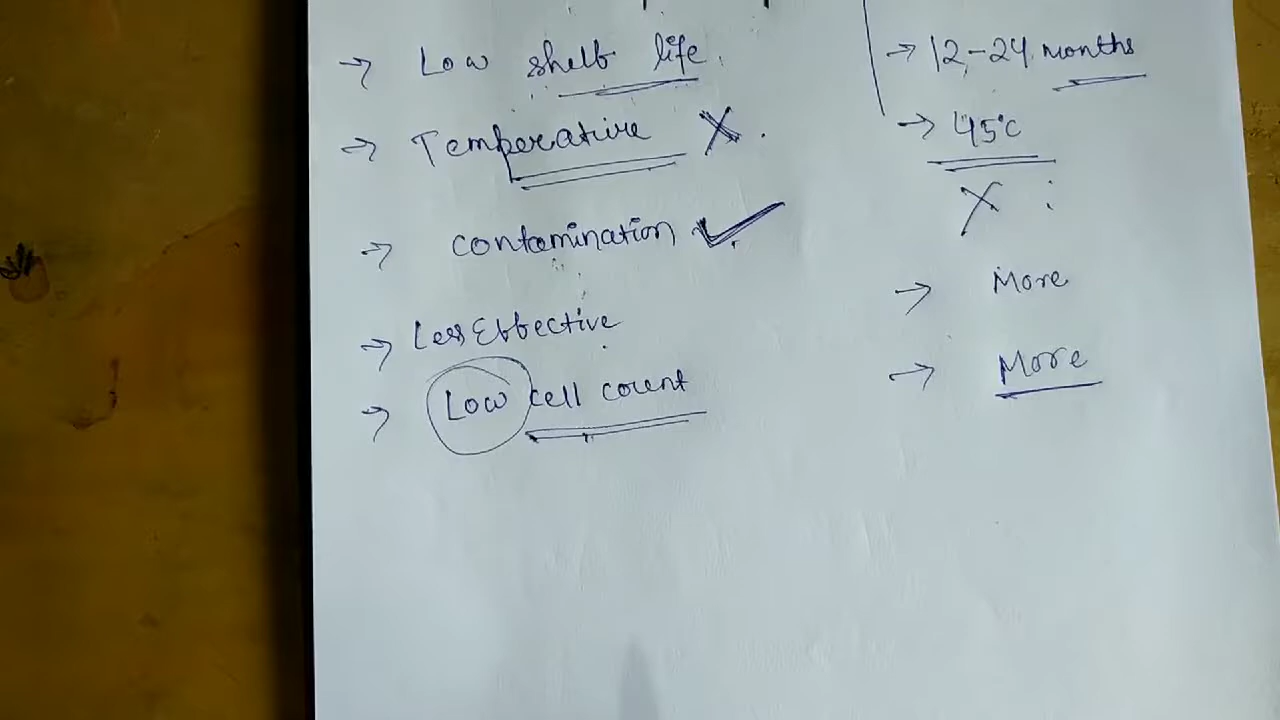 → Low shelf life. → 12-24 months
→ Temperature X. → 45°C
X :
→ contamination ✓
→ More
→ Less Effective
→ Low cell count → More